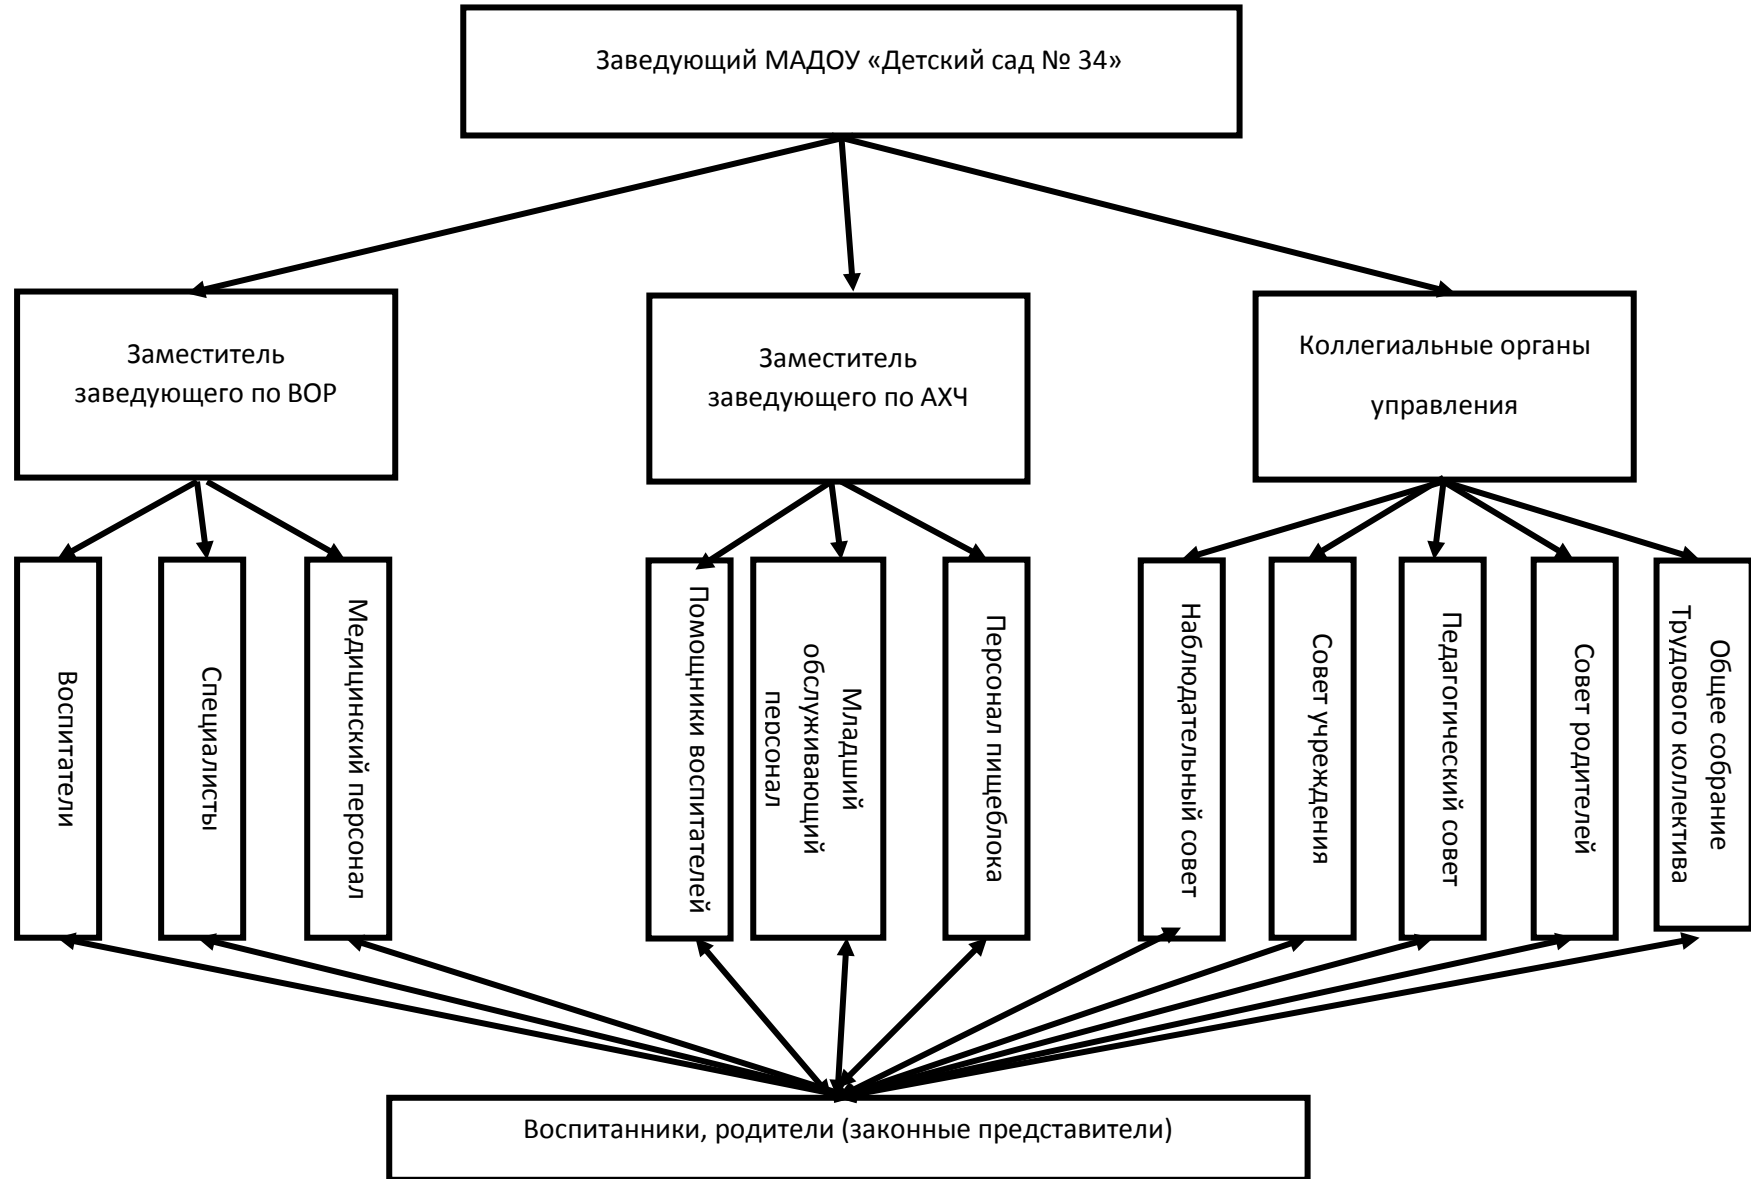 Заведующий МАДОУ «Детский сад № 34»
Заместитель
заведующего по ВОР
Заместитель
заведующего по АХЧ
Коллегиальные органы
управления
Воспитатели
Специалисты
Медицинский персонал
Помощники воспитателей
Младший
обслуживающий
персонал
Персонал пищеблока
Наблюдательный совет
Совет учреждения
Педагогический совет
Совет родителей
Общее собрание
Трудового коллектива
Воспитанники, родители (законные представители)